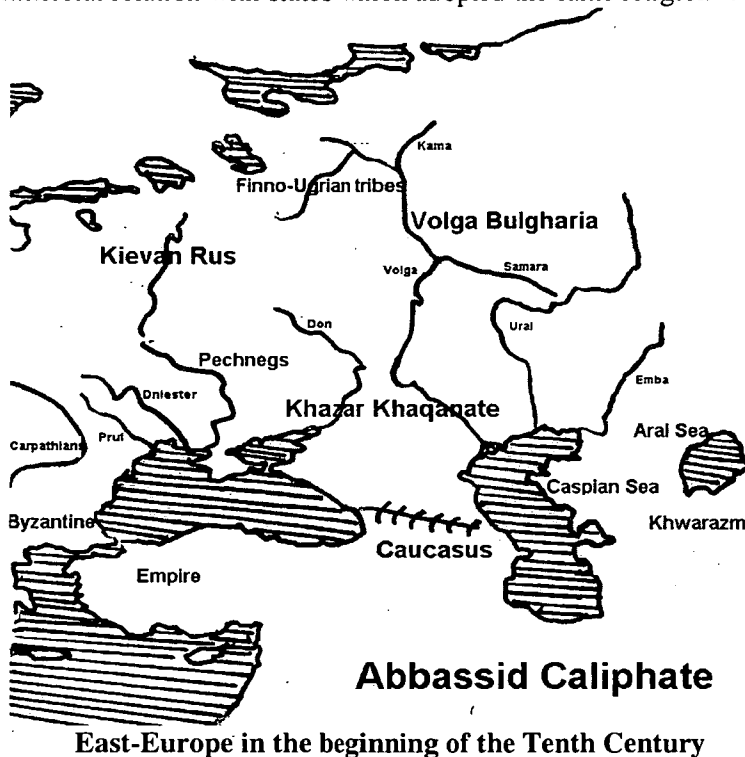 Kama
Finno-Ugrian tribes
Volga Bulgharia
Kievan Rus
Volga
Samara
Don
Ural
Pechnegs
Emba
Dniester
Khazar Khaqanate
Aral Sea
Carpathians
Prut
Caspian Sea
Byzantine
Khwarazm
Caucasus
Empire
Abbassid Caliphate
East-Europe in the beginning of the Tenth Century